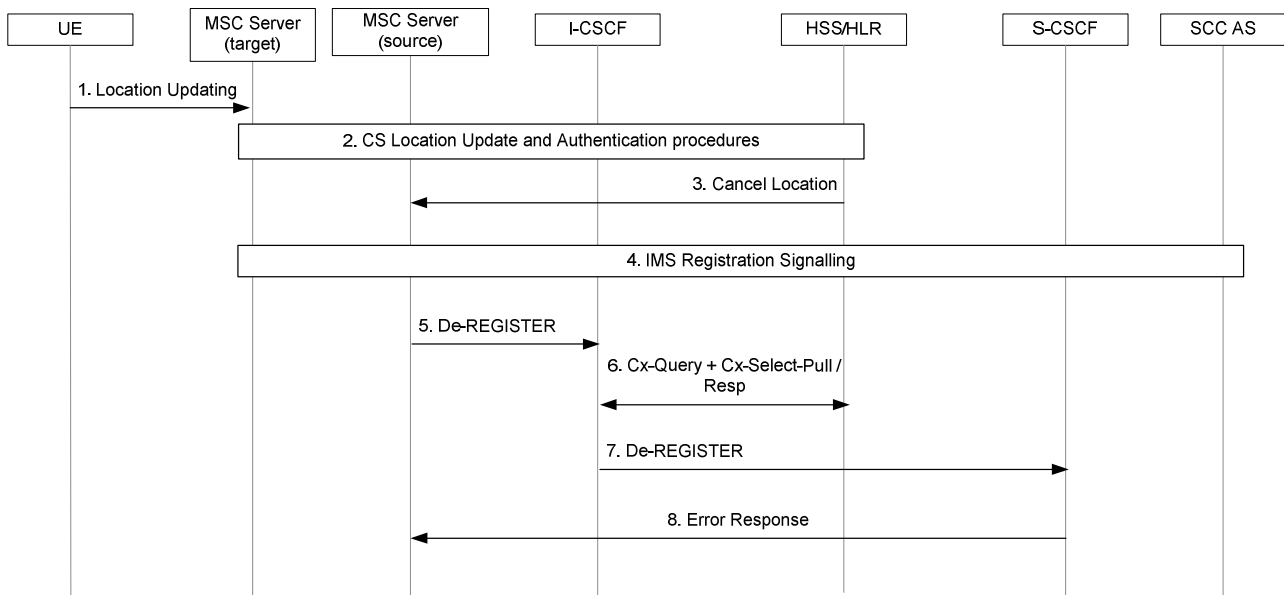 UE
MSC Server
(target)
MSC Server
(source)
I-CSCF
HSS/HLR
S-CSCF
SCC AS
1. Location Updating
2. CS Location Update and Authentication procedures
3. Cancel Location
4. IMS Registration Signalling
5. De-REGISTER
6. Cx-Query + Cx-Select-Pull /
Resp
7. De-REGISTER
8. Error Response